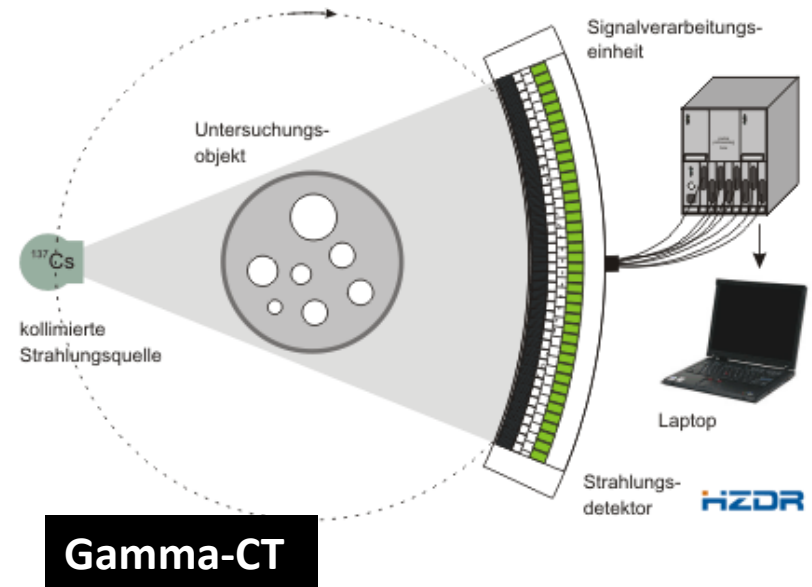 Signalverarbeitungs-
einheit
Untersuchungs-
objekt
¹³⁷Cs
kollimierte
Strahlungsquelle
Laptop
Strahlungs-
detektor
HZDR
Gamma-CT